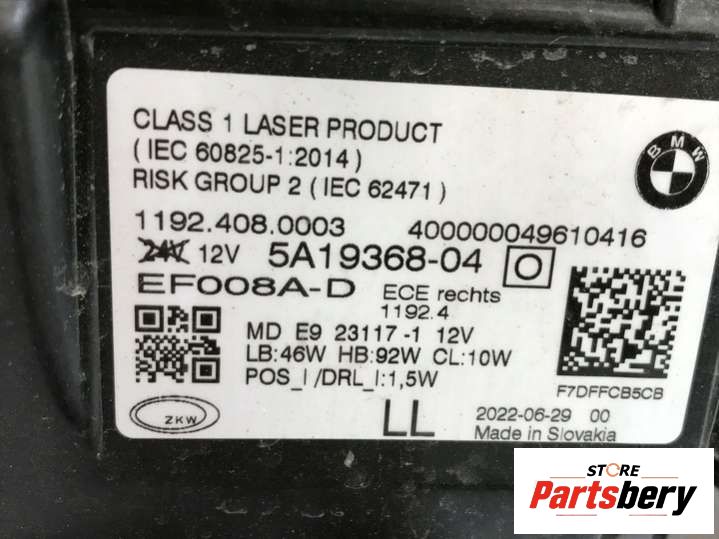 CLASS 1 LASER PRODUCT
(IEC 60825-1:2014)
RISK GROUP 2 (IEC 62471)
BMW
1192.408.0003 400000049610416
24V 12V 5A19368-04 O
EF008A-D ECE rechts
1192.4
MD E9 23117-1 12V
LB:46W HB:92W CL:10W
POS_I/DRL_I:1,5W
F7DFFCB5CB
ZKW
LL
2022-06-29 00
Made in Slovakia
STORE
Partsbery